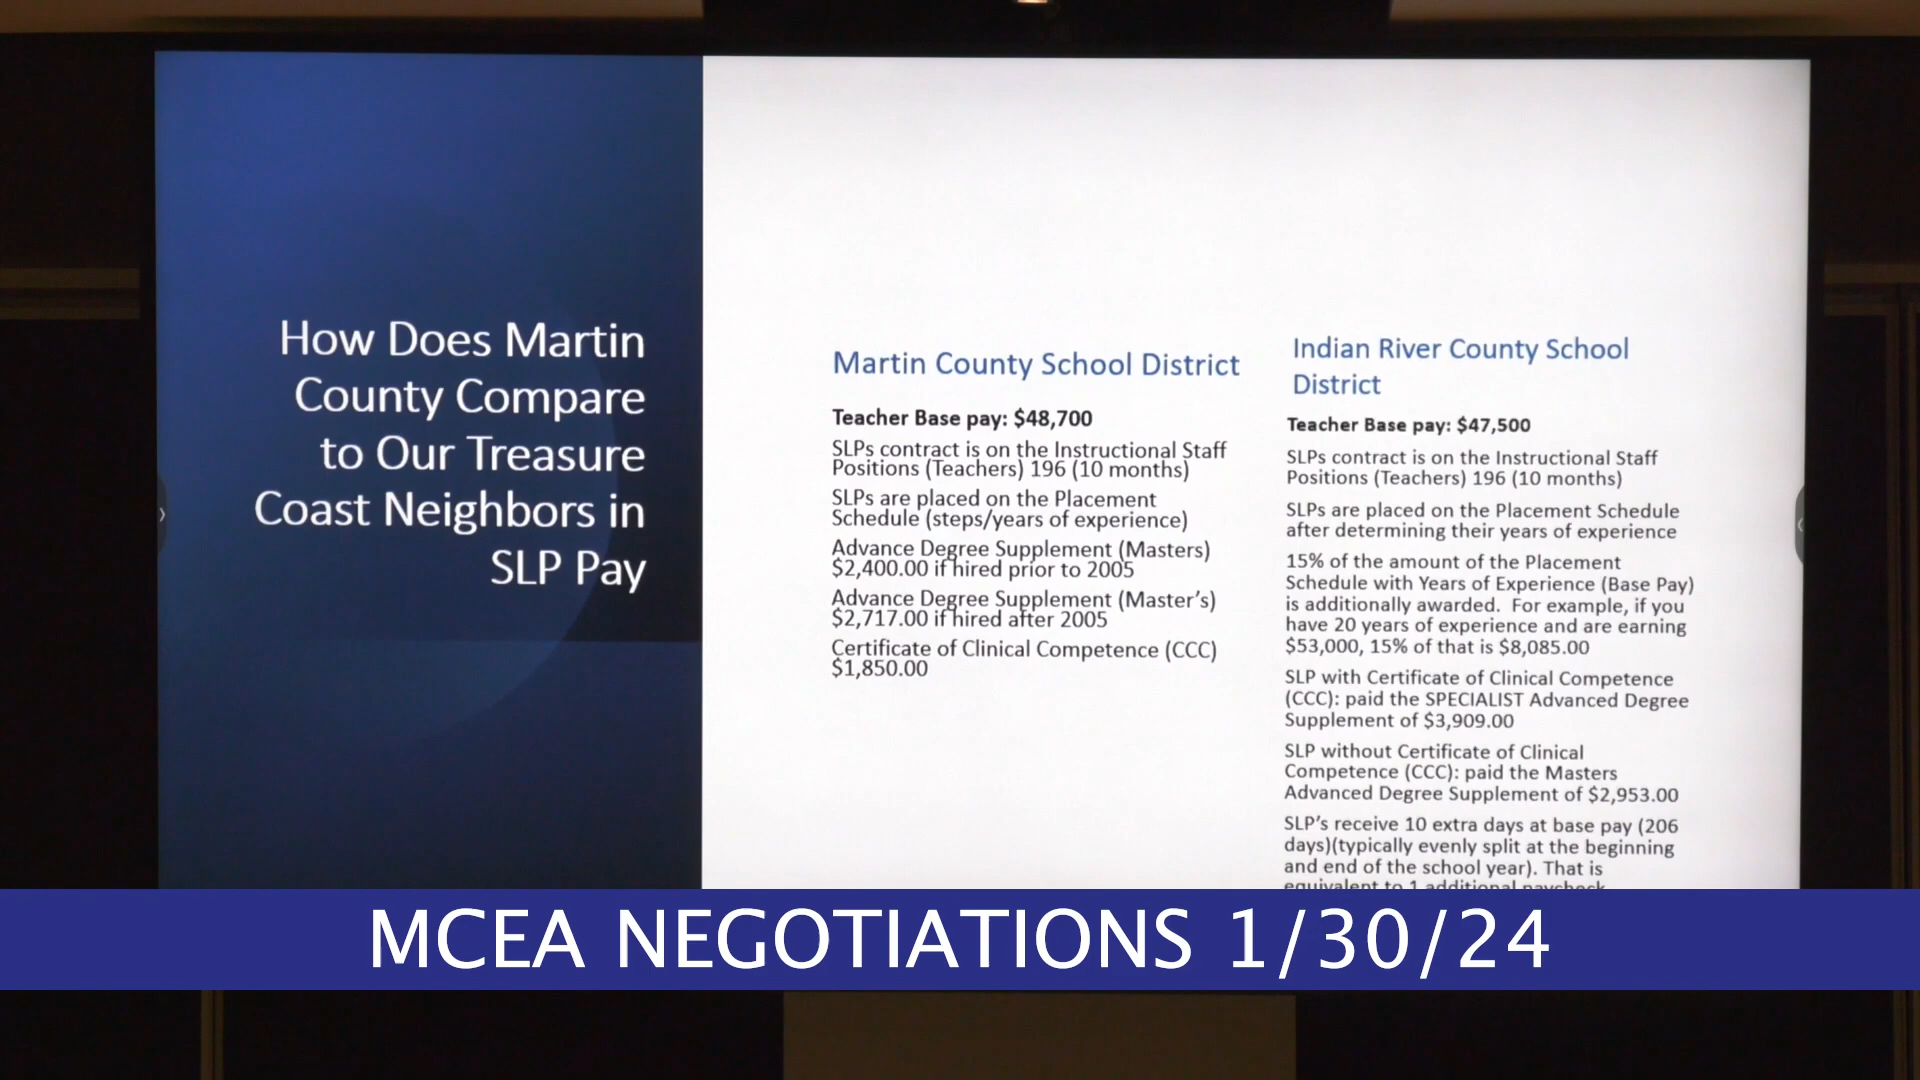 How Does Martin
County Compare
to Our Treasure
Coast Neighbors in
SLP Pay
Martin County School District
Teacher Base pay: $48,700
SLPs contract is on the Instructional Staff
Positions (Teachers) 196 (10 months)
SLPs are placed on the Placement
Schedule (steps/years of experience)
Advance Degree Supplement (Masters)
$2,400.00 if hired prior to 2005
Advance Degree Supplement (Master's)
$2,717.00 if hired after 2005
Certificate of Clinical Competence (CCC)
$1,850.00
Indian River County School
District
Teacher Base pay: $47,500
SLPs contract is on the Instructional Staff
Positions (Teachers) 196 (10 months)
SLPs are placed on the Placement Schedule
after determining their years of experience
15% of the amount of the Placement
Schedule with Years of Experience (Base Pay)
is additionally awarded.  For example, if you
have 20 years of experience and are earning
$53,000, 15% of that is $8,085.00
SLP with Certificate of Clinical Competence
(CCC): paid the SPECIALIST Advanced Degree
Supplement of $3,909.00
SLP without Certificate of Clinical
Competence (CCC): paid the Masters
Advanced Degree Supplement of $2,953.00
SLP's receive 10 extra days at base pay (206
days)(typically evenly split at the beginning
and end of the school year). That is
equivalent to 1 additional paycheck
MCEA NEGOTIATIONS 1/30/24